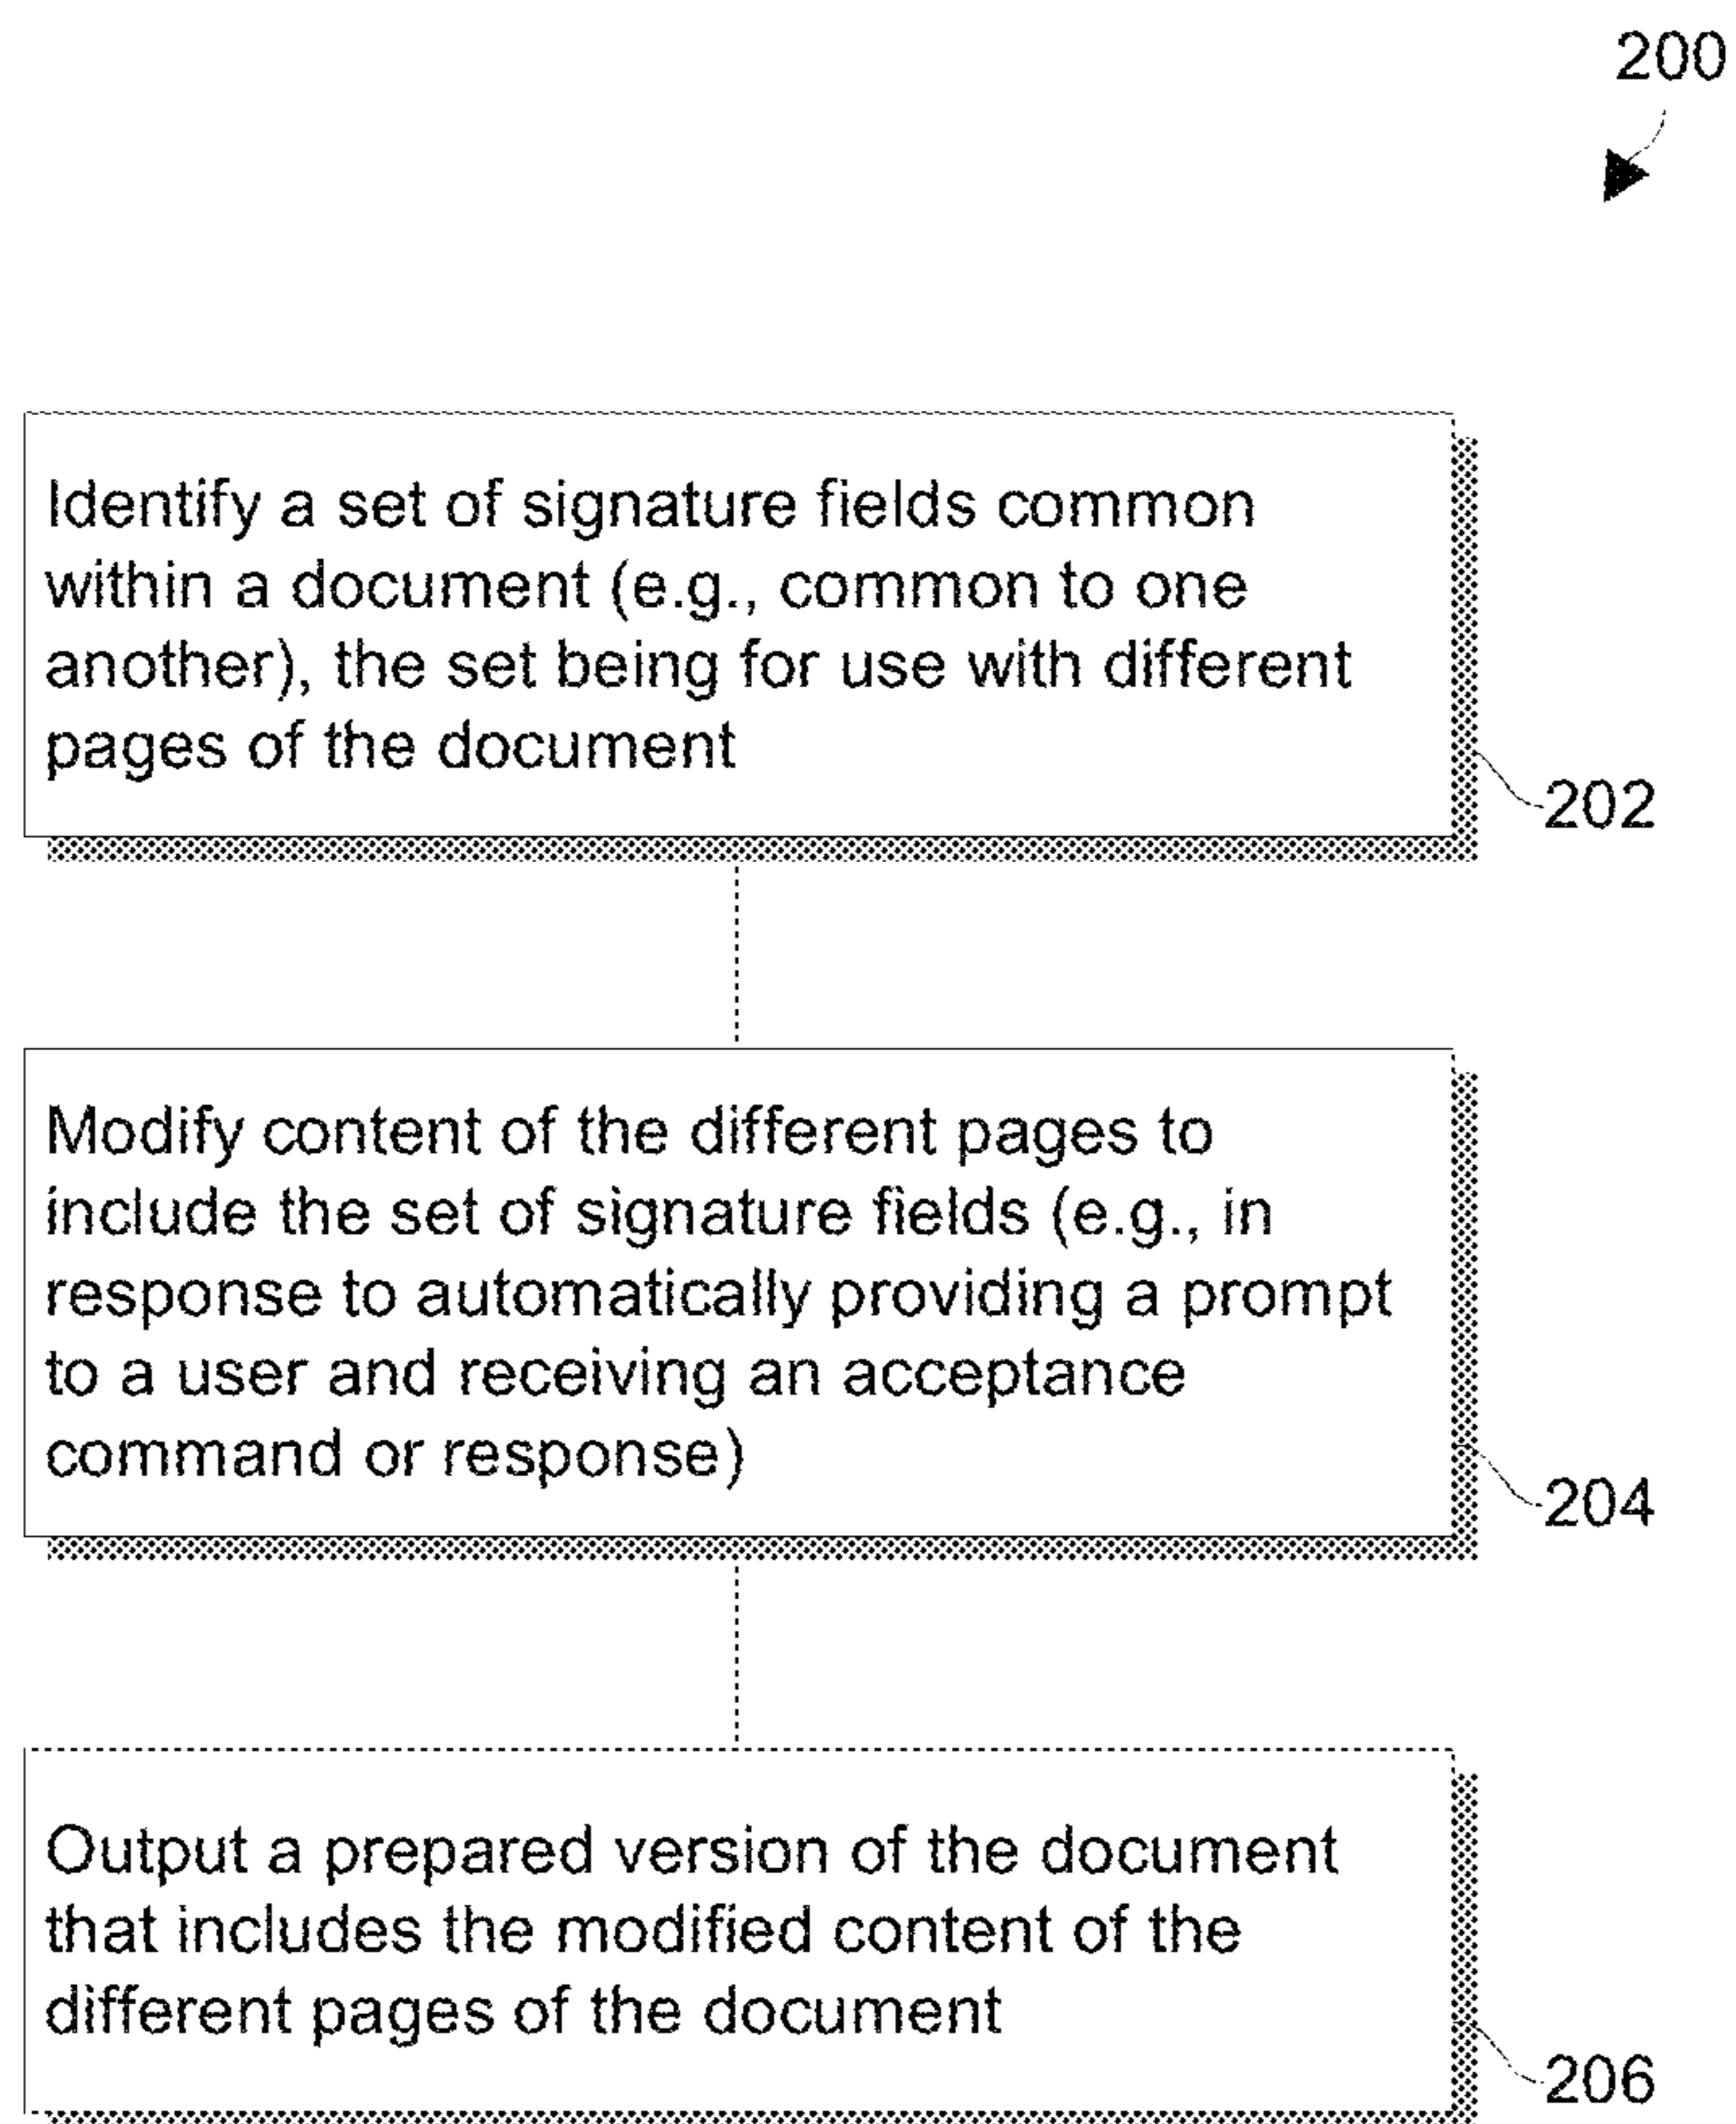 200
Identify a set of signature fields common
within a document (e.g., common to one
another), the set being for use with different
pages of the document
202
Modify content of the different pages to
include the set of signature fields (e.g., in
response to automatically providing a prompt
to a user and receiving an acceptance
command or response)
204
Output a prepared version of the document
that includes the modified content of the
different pages of the document
206